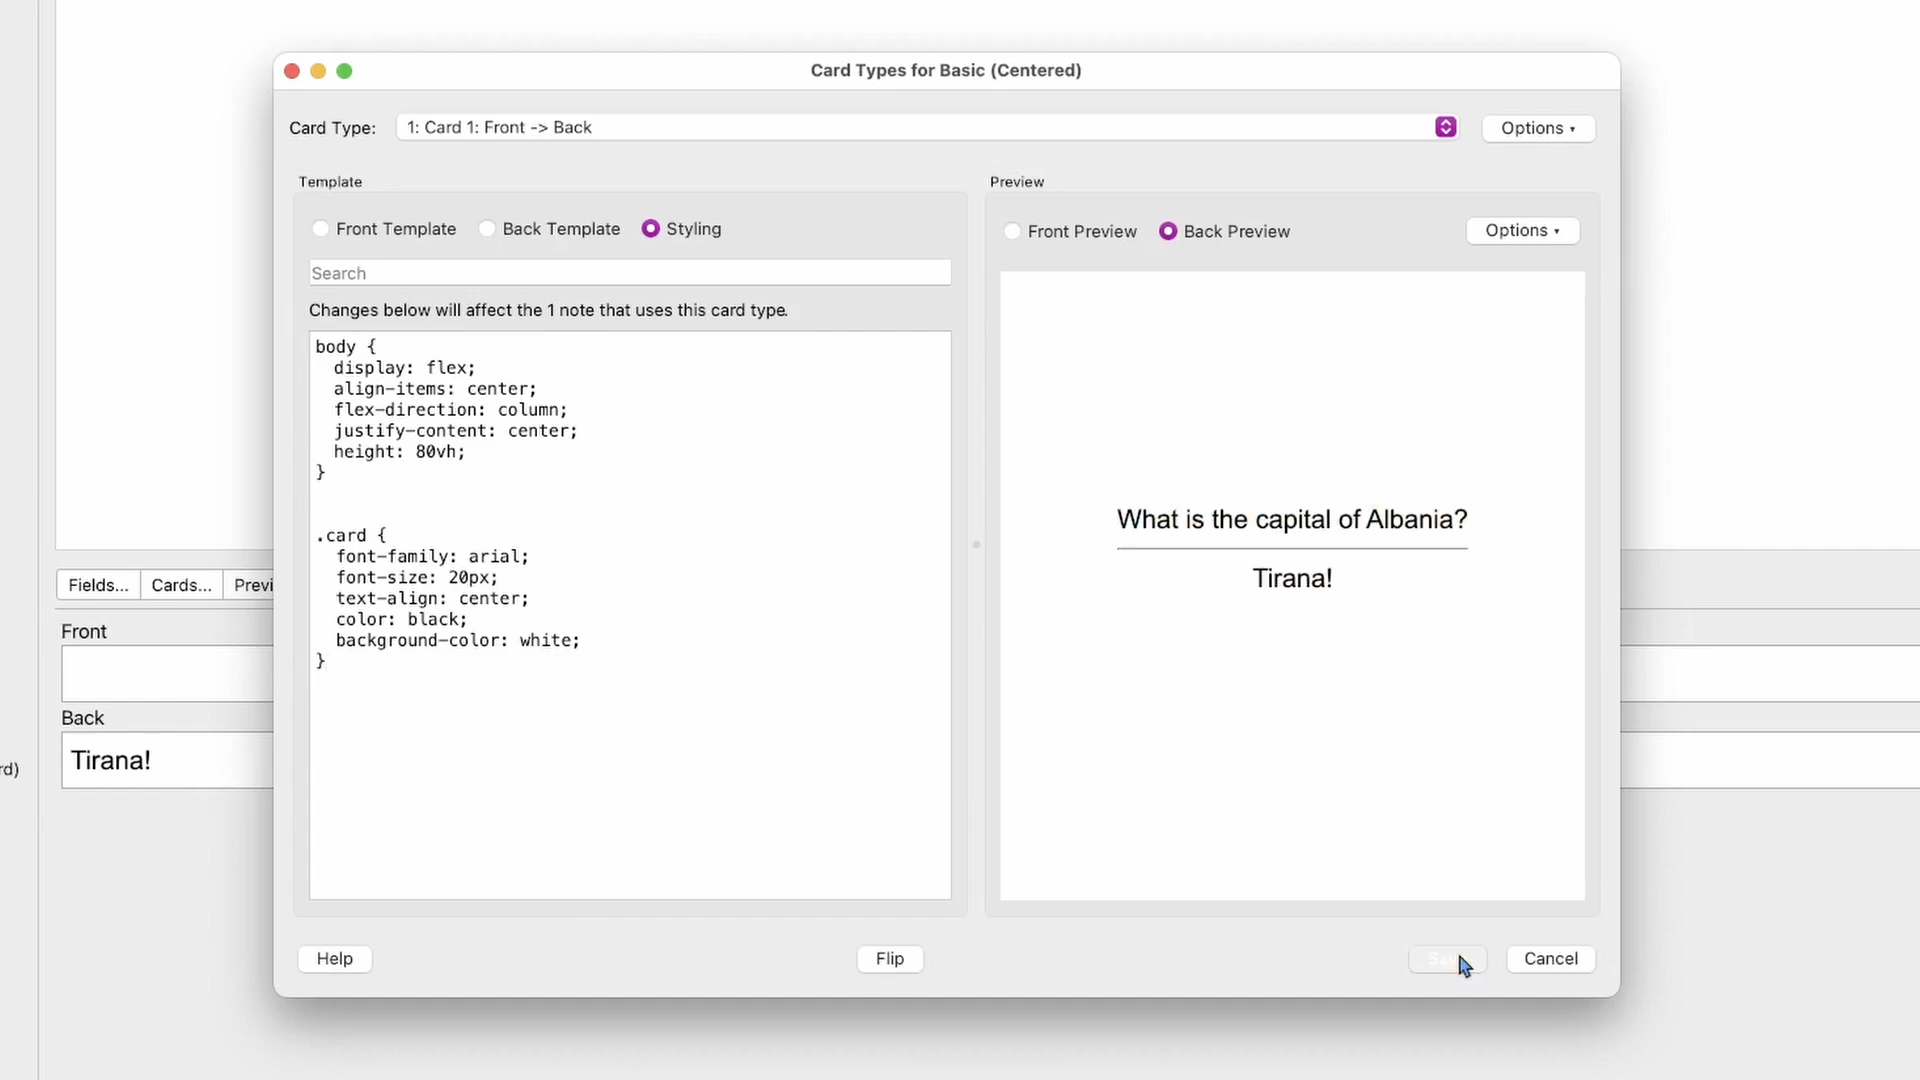 Card Types for Basic (Centered)
Card Type: 1: Card 1: Front -> Back Options
Template
Preview
Front Template Back Template Styling
Front Preview Back Preview Options
Search
Changes below will affect the 1 note that uses this card type.
body {
display: flex;
align-items: center;
flex-direction: column;
justify-content: center;
height: 80vh;
}
.card {
font-family: arial;
font-size: 20px;
text-align: center;
color: black;
background-color: white;
}
What is the capital of Albania?
Tirana!
Fields... Cards... Previ
Front
Back
Tirana!
rd)
Help Flip Cancel